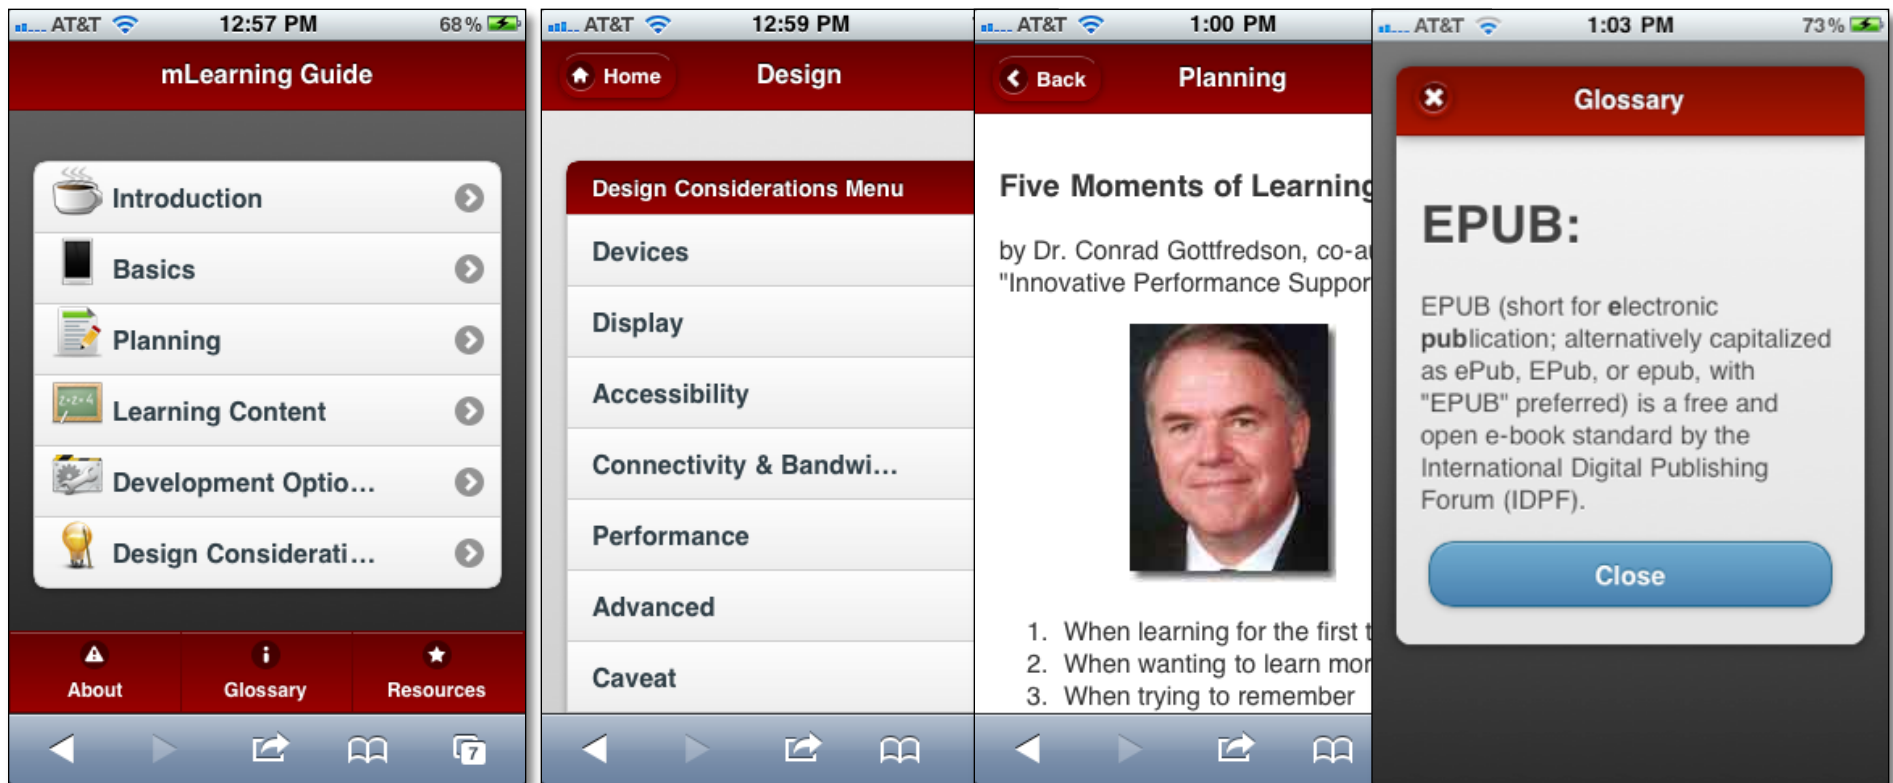 AT&T 12:57 PM 68%
mLearning Guide
Introduction
Basics
Planning
2+2=4
Learning Content
Development Optio...
Design Considerati...
About Glossary Resources
7
AT&T 12:59 PM
Home Design
Design Considerations Menu
Devices
Display
Accessibility
Connectivity & Bandwi...
Performance
Advanced
Caveat
AT&T 1:00 PM
Back Planning
Five Moments of Learning
by Dr. Conrad Gottfredson, co-a
"Innovative Performance Suppor
1. When learning for the first t
2. When wanting to learn mor
3. When trying to remember
AT&T 1:03 PM 73%
Glossary
EPUB:
EPUB (short for electronic
publication; alternatively capitalized
as ePub, EPub, or epub, with
"EPUB" preferred) is a free and
open e-book standard by the
International Digital Publishing
Forum (IDPF).
Close